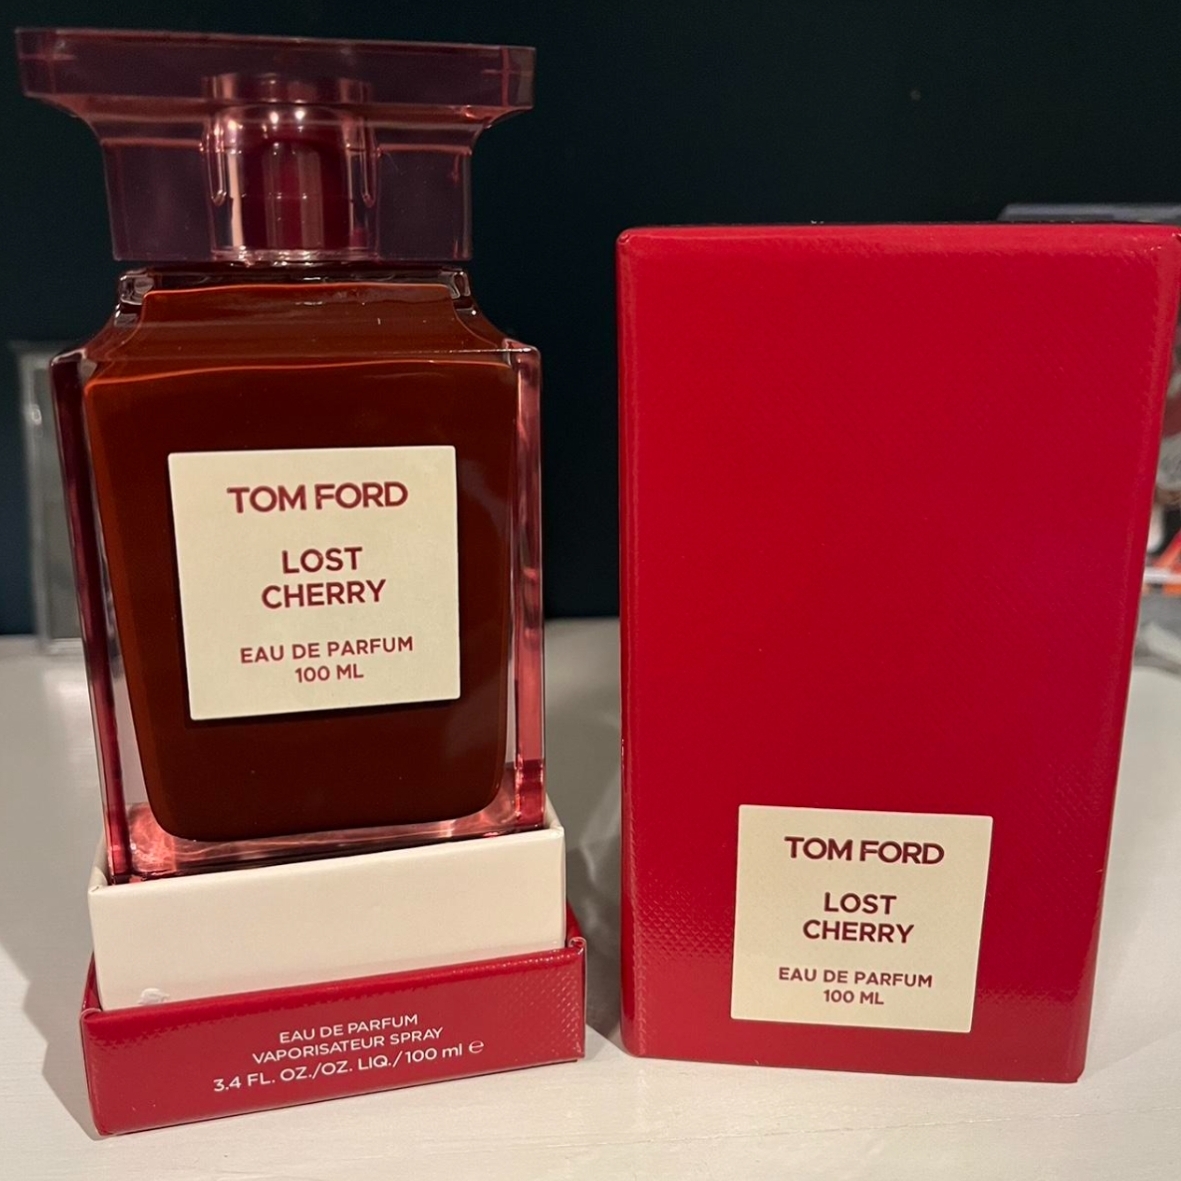 TOM FORD
LOST
CHERRY
EAU DE PARFUM
100 ML
EAU DE PARFUM
VAPORISATEUR SPRAY
3.4 FL. OZ./OZ. LIQ./100 ml ℮
TOM FORD
LOST
CHERRY
EAU DE PARFUM
100 ML